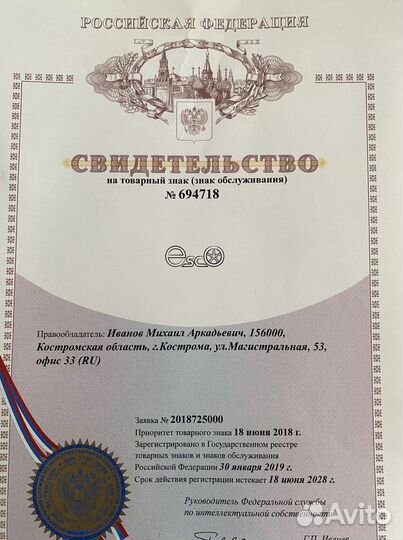 РОССИЙСКАЯ ФЕДЕРАЦИЯ
СВИДЕТЕЛЬСТВО
на товарный знак (знак обслуживания)
№ 694718
esco
Правообладатель: Иванов Михаил Аркадьевич, 156000,
Костромская область, г.Кострома, ул.Магистральная, 53,
офис 33 (RU)
Заявка № 2018725000
Приоритет товарного знака 18 июня 2018 г.
Зарегистрировано в Государственном реестре
товарных знаков и знаков обслуживания
Российской Федерации 30 января 2019 г.
Срок действия регистрации истекает 18 июня 2028 г.
Руководитель Федеральной службы
по интеллектуальной собственности
Г.П. Ивлиев
Avito